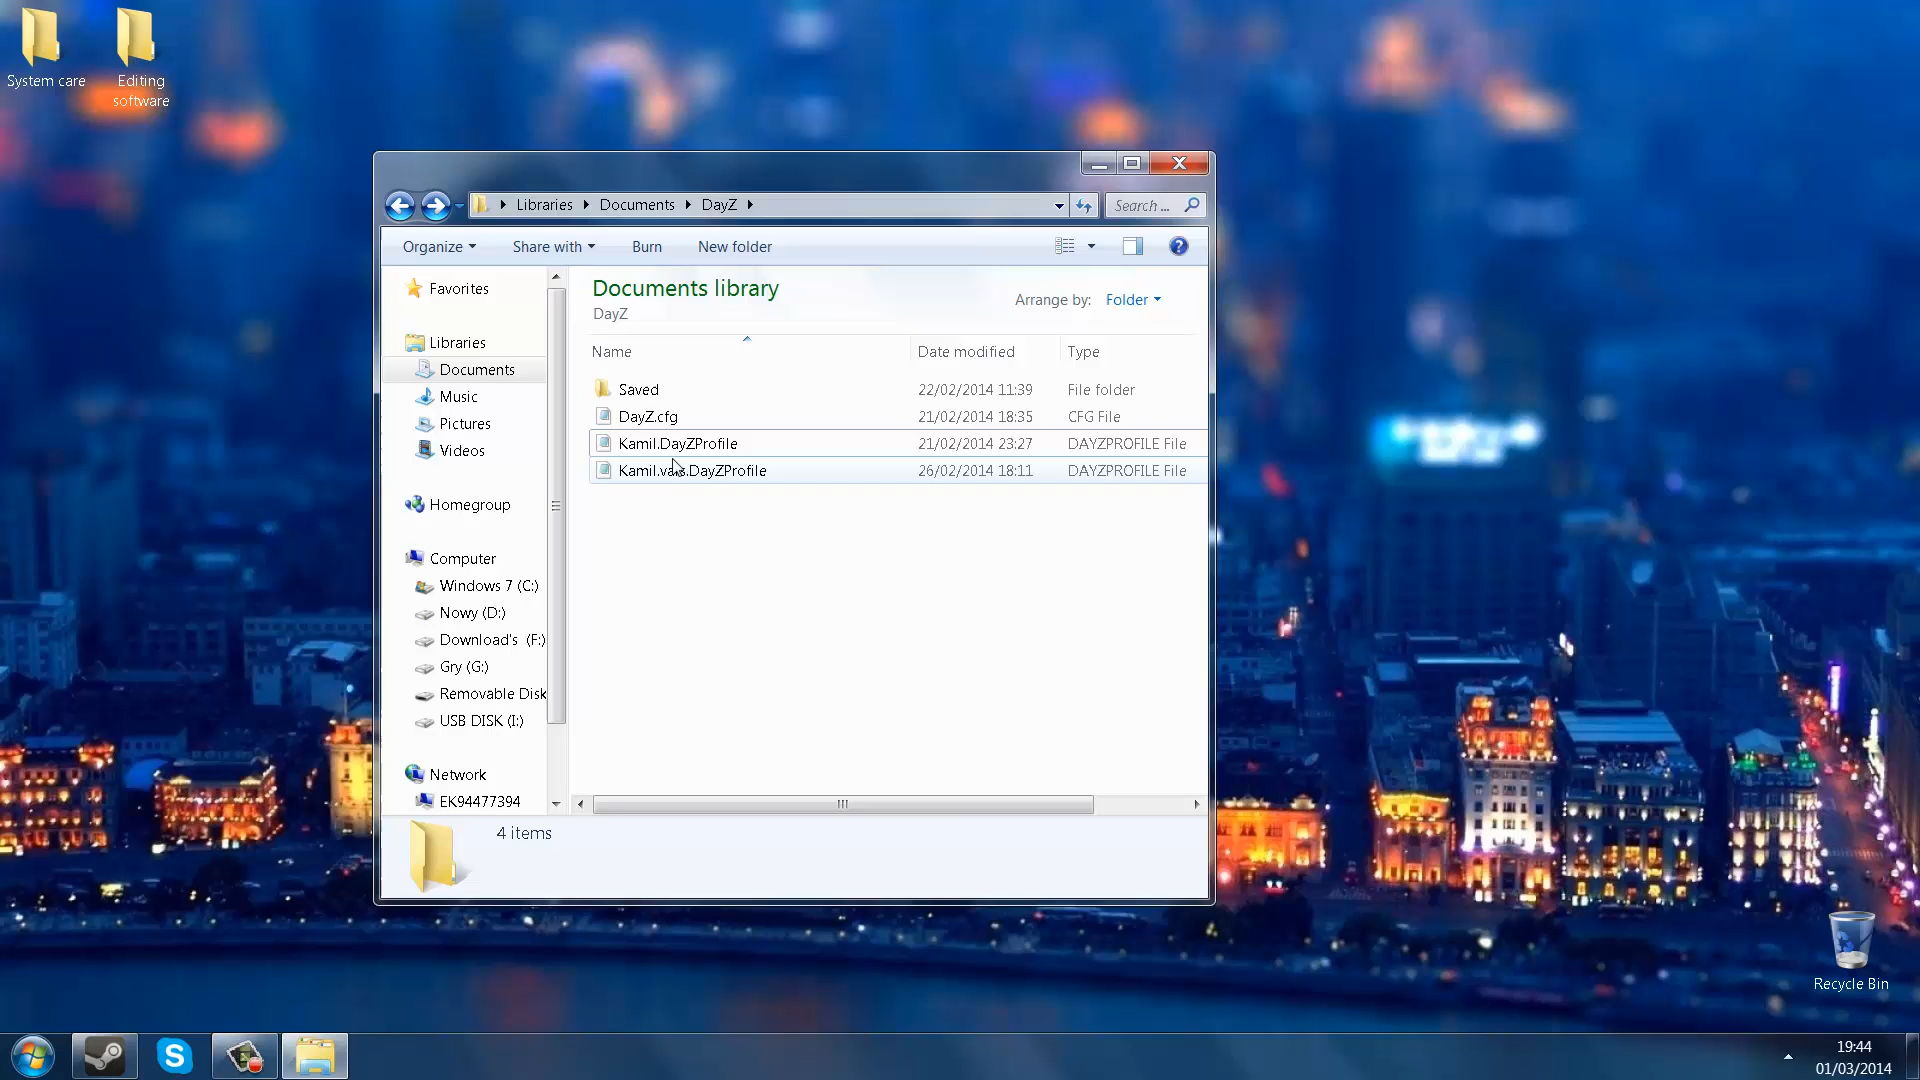 System care
Editing
software
Libraries
Documents
DayZ
Search ...
Organize
Share with
Burn
New folder
Favorites
Libraries
Documents
Music
Pictures
Videos
Homegroup
Computer
Windows 7 (C:)
Nowy (D:)
Download's (F:)
Gry (G:)
Removable Disk
USB DISK (I:)
Network
EK94477394
Documents library
DayZ
Arrange by: Folder
Name Date modified Type
Saved 22/02/2014 11:39 File folder
DayZ.cfg 21/02/2014 18:35 CFG File
Kamil.DayZProfile 21/02/2014 23:27 DAYZPROFILE File
Kamil.vars.DayZProfile 26/02/2014 18:11 DAYZPROFILE File
4 items
Recycle Bin
19:44
01/03/2014